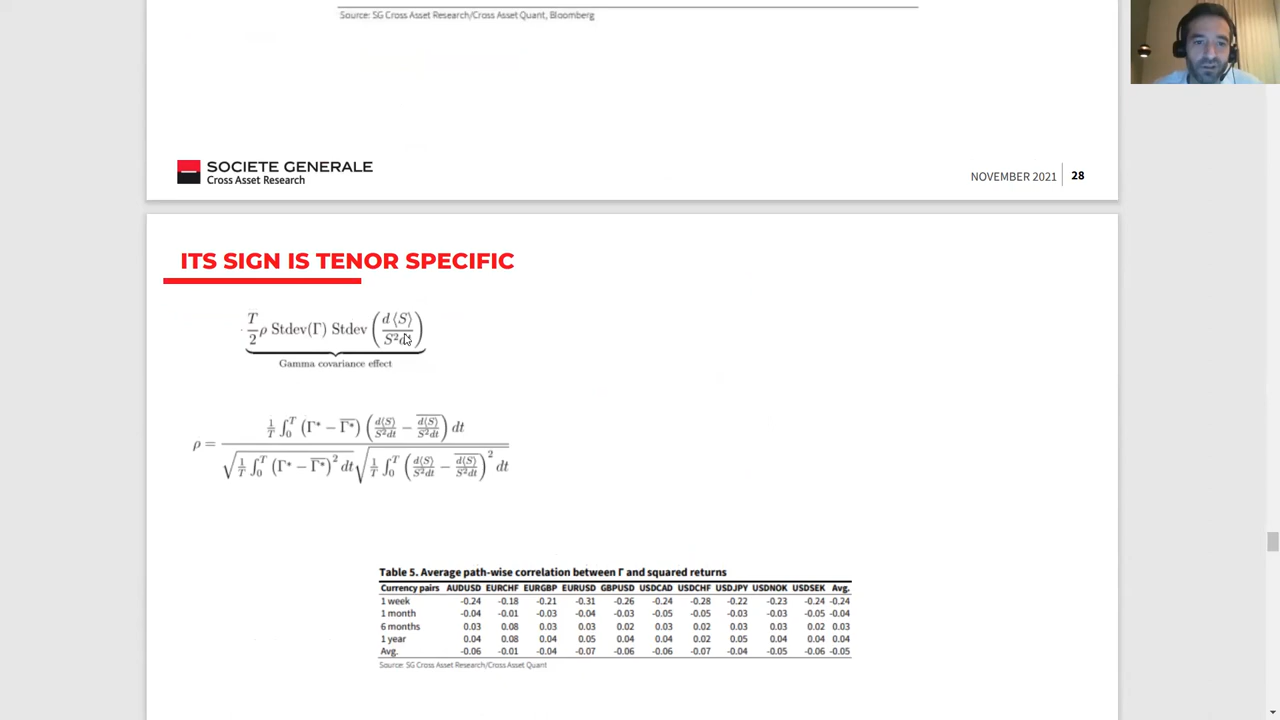 Source: SG Cross Asset Research/Cross Asset Quant, Bloomberg
SOCIETE GENERALE
Cross Asset Research
NOVEMBER 2021 28
ITS SIGN IS TENOR SPECIFIC
· T/2 ρ Stdev(Γ) Stdev (d⟨S⟩/S²dt)
Gamma covariance effect
ρ = 1/T ∫₀ᵀ (Γ* − Γ̅*̅) (d⟨S⟩/S²dt − d⟨S⟩/S²dt) dt
√(1/T ∫₀ᵀ (Γ* − Γ̅*̅)² dt) √(1/T ∫₀ᵀ (d⟨S⟩/S²dt − d⟨S⟩/S²dt)² dt)
Table 5. Average path-wise correlation between Γ and squared returns
Currency pairs AUDUSD EURCHF EURGBP EURUSD GBPUSD USDCAD USDCHF USDJPY USDNOK USDSEK Avg.
1 week -0.24 -0.18 -0.21 -0.31 -0.26 -0.24 -0.28 -0.22 -0.23 -0.24 -0.24
1 month -0.04 -0.01 -0.03 -0.04 -0.03 -0.05 -0.05 -0.03 -0.03 -0.05 -0.04
6 months 0.03 0.08 0.03 0.03 0.02 0.03 0.02 0.03 0.03 0.02 0.03
1 year 0.04 0.08 0.04 0.05 0.04 0.04 0.02 0.05 0.04 0.04 0.04
Avg. -0.06 -0.01 -0.04 -0.07 -0.06 -0.06 -0.07 -0.04 -0.05 -0.06 -0.05
Source: SG Cross Asset Research/Cross Asset Quant